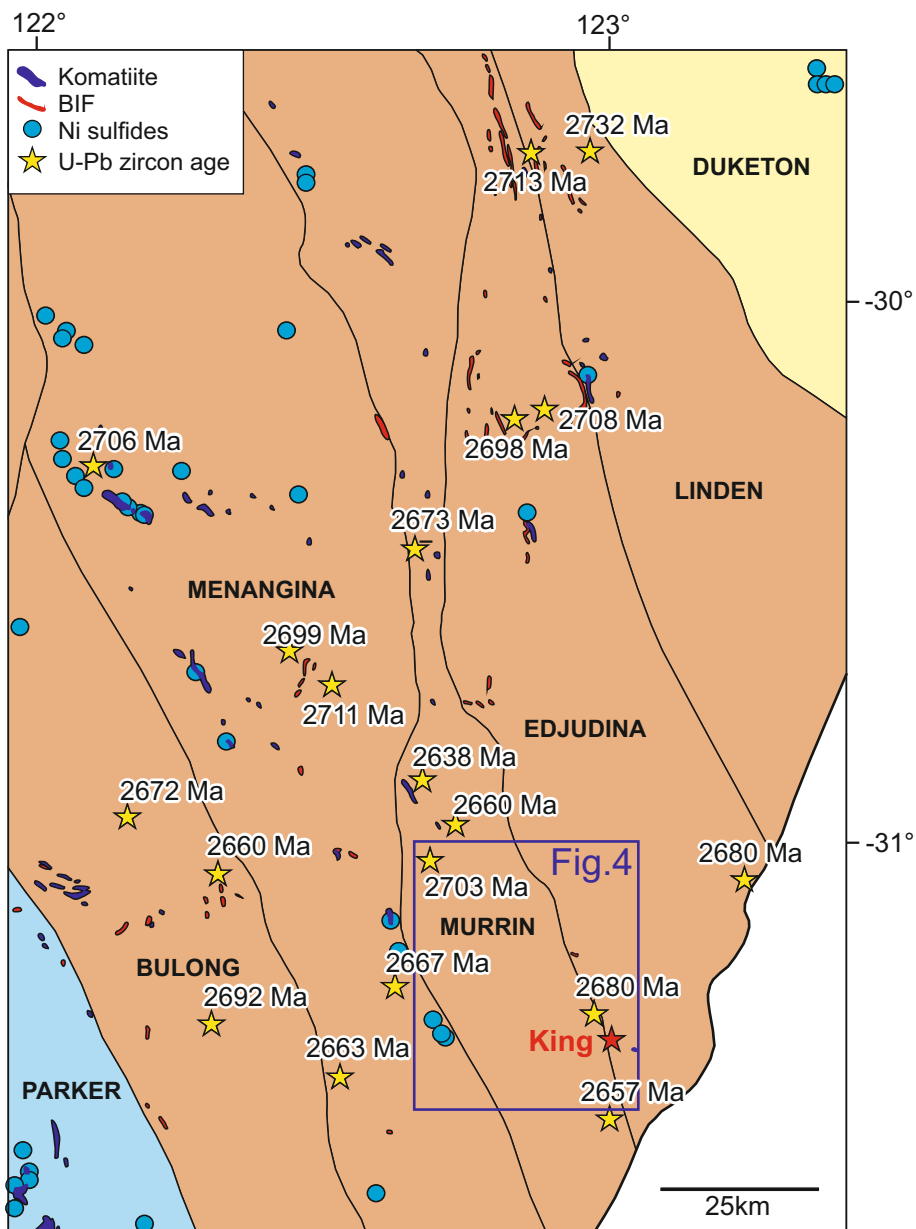 122°
123°
Komatiite
BIF
Ni sulfides
U-Pb zircon age
2732 Ma
DUKETON
2713 Ma
-30°
2706 Ma
2708 Ma
2698 Ma
LINDEN
2673 Ma
MENANGINA
2699 Ma
2711 Ma
EDJUDINA
2638 Ma
2672 Ma
2660 Ma
-31°
2660 Ma
Fig.4
2680 Ma
2703 Ma
MURRIN
BULONG
2667 Ma
2692 Ma
2680 Ma
King
2663 Ma
PARKER
2657 Ma
25km